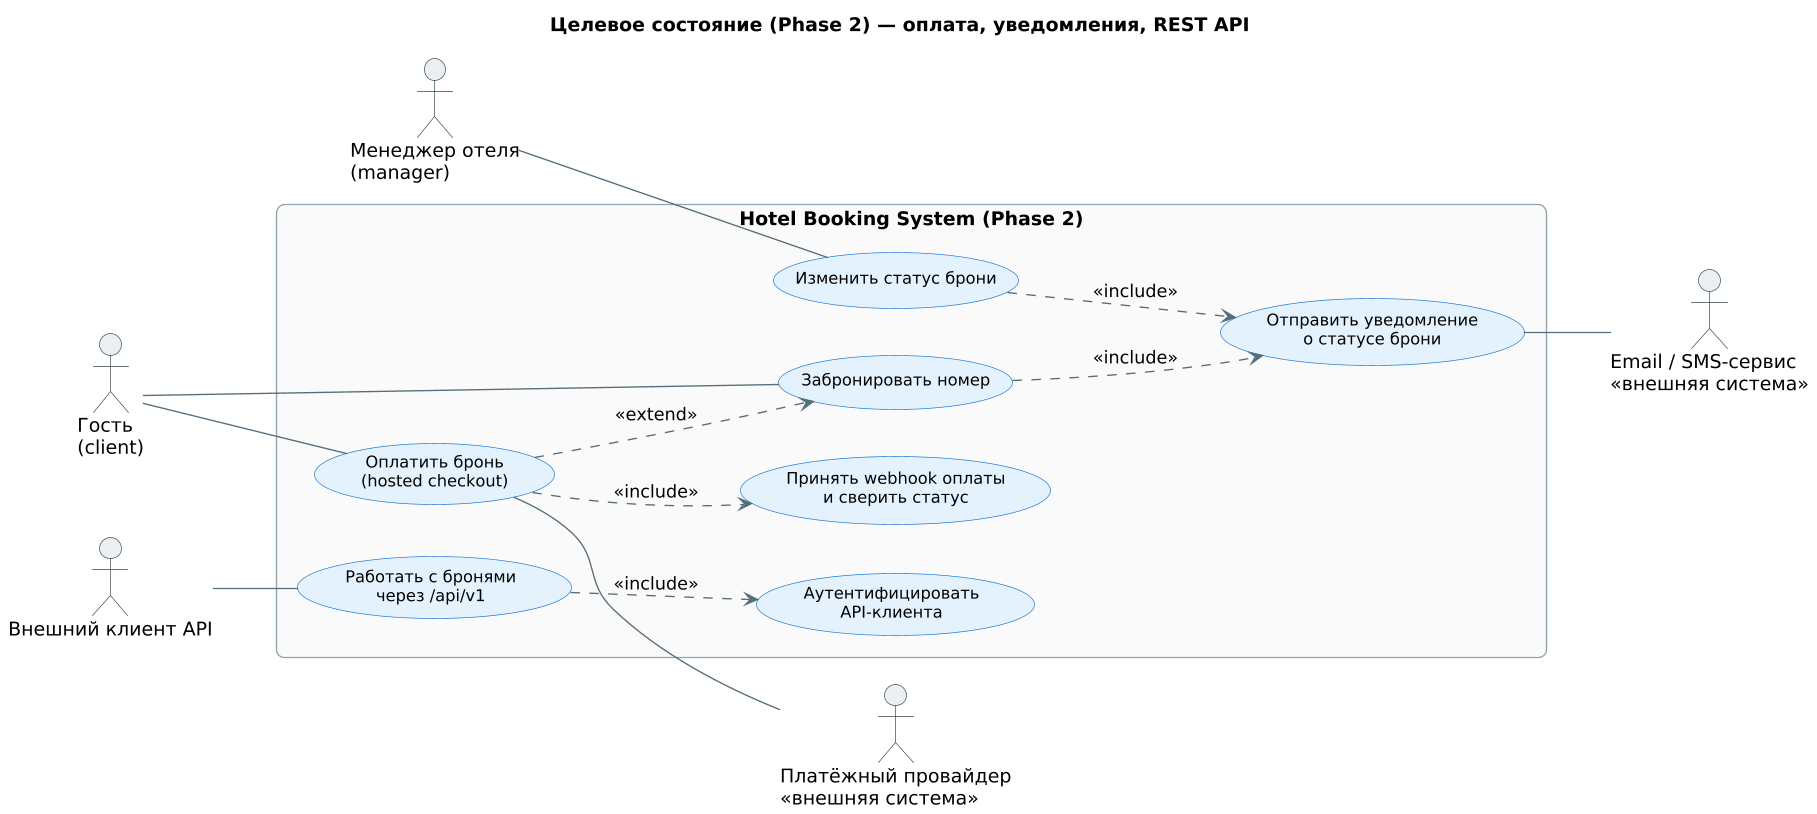 Целевое состояние (Phase 2) — оплата, уведомления, REST API
Менеджер отеля
(manager)
Hotel Booking System (Phase 2)
Изменить статус брони
«include»
Отправить уведомление
о статусе брони
Email / SMS-сервис
«внешняя система»
Гость
(client)
Забронировать номер
«include»
«extend»
Оплатить бронь
(hosted checkout)
«include»
Принять webhook оплаты
и сверить статус
Внешний клиент API
Работать с бронями
через /api/v1
«include»
Аутентифицировать
API-клиента
Платёжный провайдер
«внешняя система»